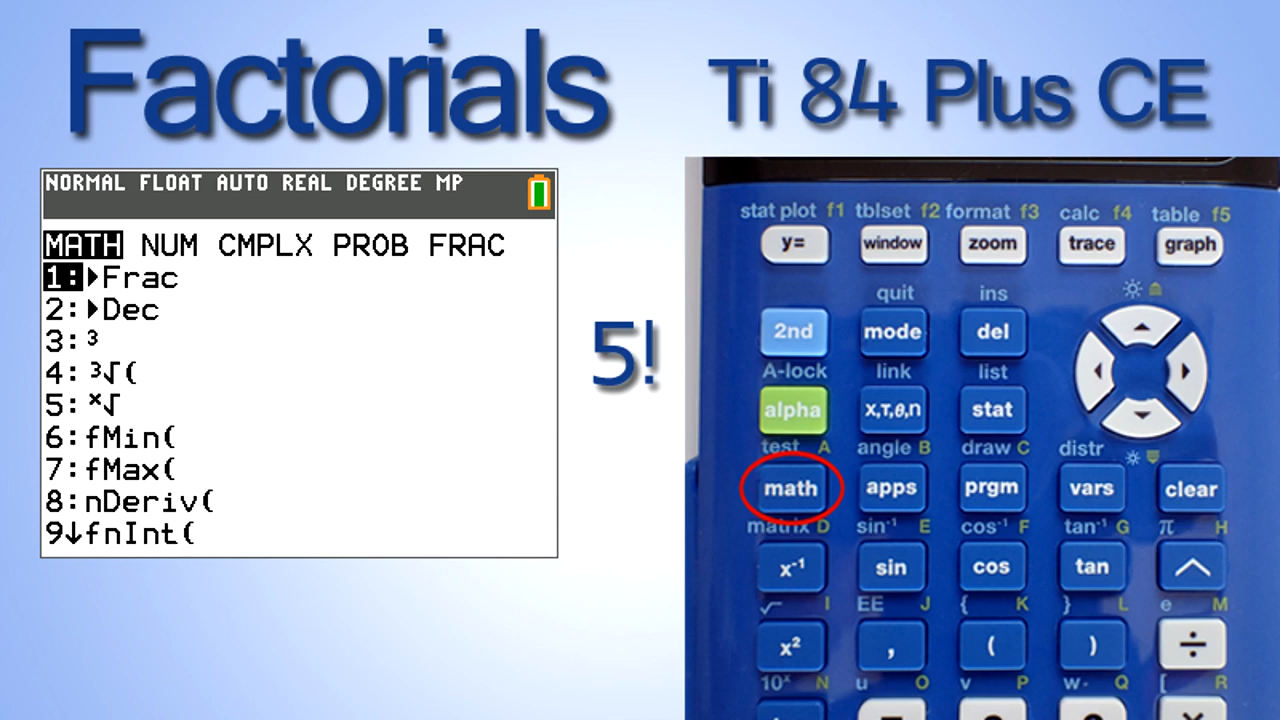 Factorials
Ti 84 Plus CE
NORMAL FLOAT AUTO REAL DEGREE MP
MATH NUM CMPLX PROB FRAC
1:▶Frac
2:▶Dec
3:³
4:³√(
5:ˣ√
6:fMin(
7:fMax(
8:nDeriv(
9↓fnInt(
5!
stat plot f1 tblset f2 format f3 calc f4 table f5
y= window zoom trace graph
quit ins
2nd mode del
A-lock link list
alpha X,T,θ,n stat
test A angle B draw C distr
math apps prgm vars clear
matrix D sin⁻¹ E cos⁻¹ F tan⁻¹ G π H
x⁻¹ sin cos tan ^
√ I EE J { K } L e M
x² , ( ) ÷
10ˣ N u O v P w Q [ R